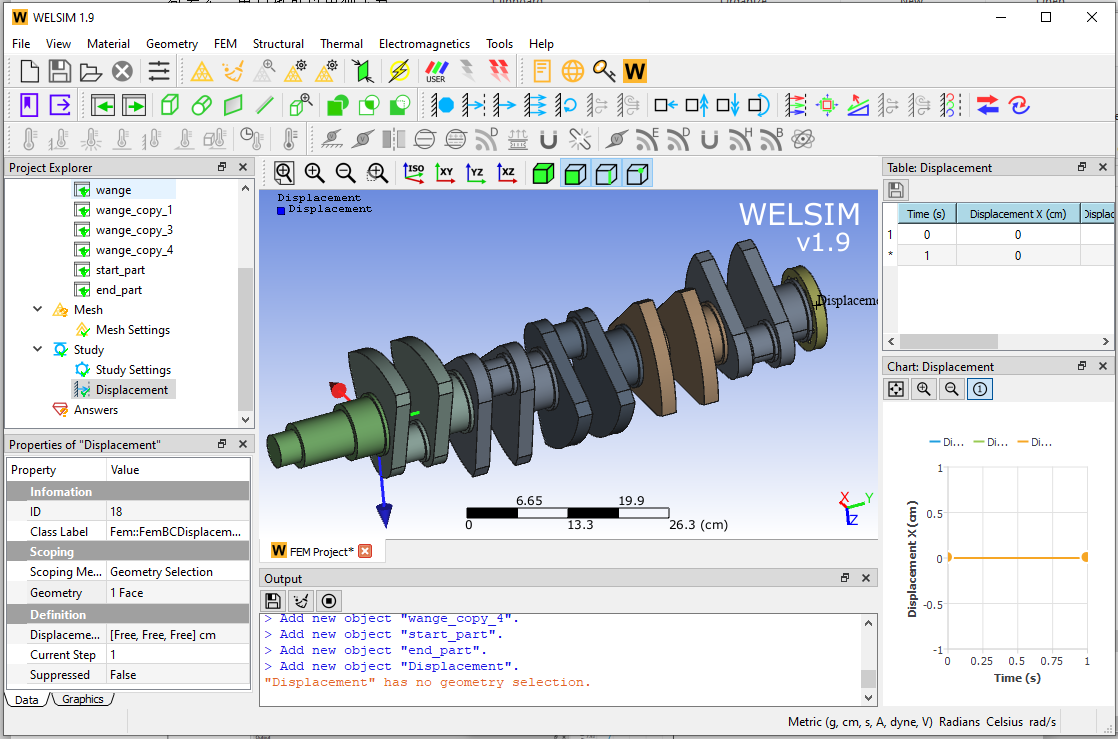 WELSIM 1.9
File View Material Geometry FEM Structural Thermal Electromagnetics Tools Help
USER
W
D
E D H B
Project Explorer
wange
wange_copy_1
wange_copy_3
wange_copy_4
start_part
end_part
Mesh
Mesh Settings
Study
Study Settings
Displacement
Answers
Properties of "Displacement"
Property Value
Infomation
ID 18
Class Label Fem::FemBCDisplacem...
Scoping
Scoping Me... Geometry Selection
Geometry 1 Face
Definition
Displaceme... [Free, Free, Free] cm
Current Step 1
Suppressed False
Data Graphics
ISO XY YZ XZ
Displacement
Displacement
WELSIM
v1.9
Displaceme
X Y Z
6.65 19.9
0 13.3 26.3 (cm)
FEM Project*
Output
> Add new object "wange_copy_4".
> Add new object "start_part".
> Add new object "end_part".
> Add new object "Displacement".
"Displacement" has no geometry selection.
Table: Displacement
Time (s) Displacement X (cm) Displac
1 0 0
* 1 0
Chart: Displacement
Di... Di... Di...
Displacement X (cm)
1
0.5
0
-0.5
-1
0 0.25 0.5 0.75 1
Time (s)
Metric (g, cm, s, A, dyne, V) Radians Celsius rad/s